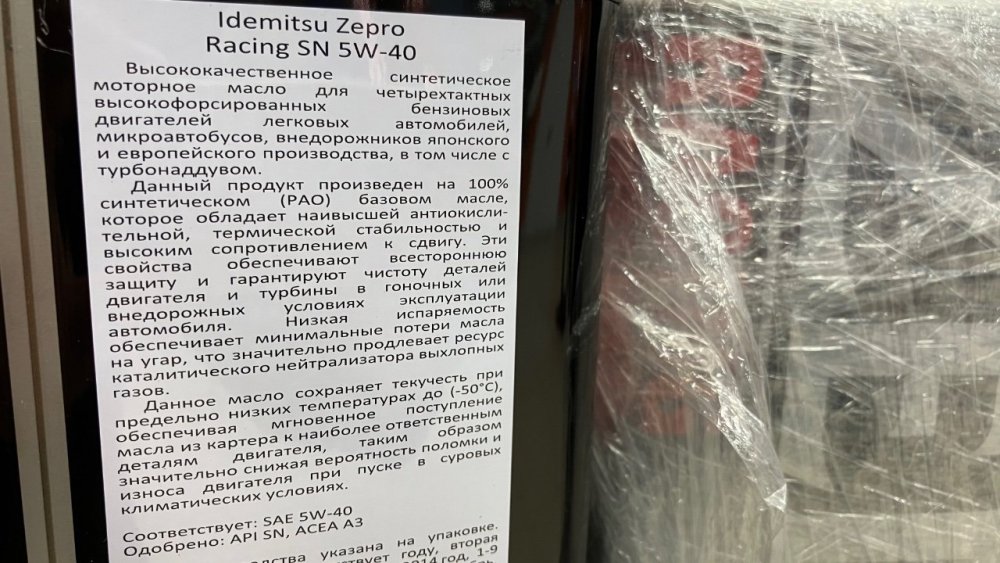 Idemitsu Zepro
Racing SN 5W-40
Высококачественное синтетическое
моторное масло для четырехтактных
высокофорсированных бензиновых
двигателей легковых автомобилей,
микроавтобусов, внедорожников японского
и европейского производства, в том числе с
турбонаддувом.
Данный продукт произведен на 100%
синтетическом (PAO) базовом масле,
которое обладает наивысшей антиокисли-
тельной, термической стабильностью и
высоким сопротивлением к сдвигу. Эти
свойства обеспечивают всестороннюю
защиту и гарантируют чистоту деталей
двигателя и турбины в гоночных или
внедорожных условиях эксплуатации
автомобиля. Низкая испаряемость
обеспечивает минимальные потери масла
на угар, что значительно продлевает ресурс
каталитического нейтрализатора выхлопных
газов.
Данное масло сохраняет текучесть при
предельно низких температурах до (-50°С),
обеспечивая мгновенное поступление
масла из картера к наиболее ответственным
деталям двигателя, таким образом
значительно снижая вероятность поломки и
износа двигателя при пуске в суровых
климатических условиях.
Соответствует: SAE 5W-40
Одобрено: API SN, ACEA A3
указана на упаковке.
году, вторая
2014 год, 1-9